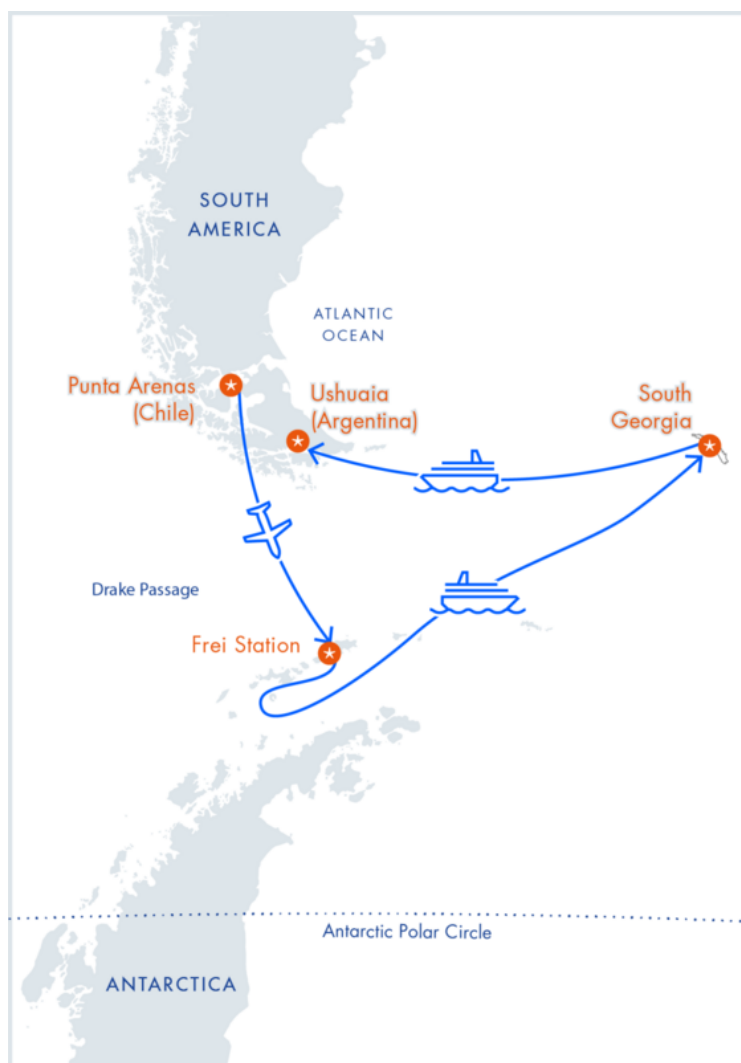 SOUTH
AMERICA
ATLANTIC
OCEAN
Punta Arenas
(Chile)
Ushuaia
(Argentina)
South
Georgia
Drake Passage
Frei Station
Antarctic Polar Circle
ANTARCTICA